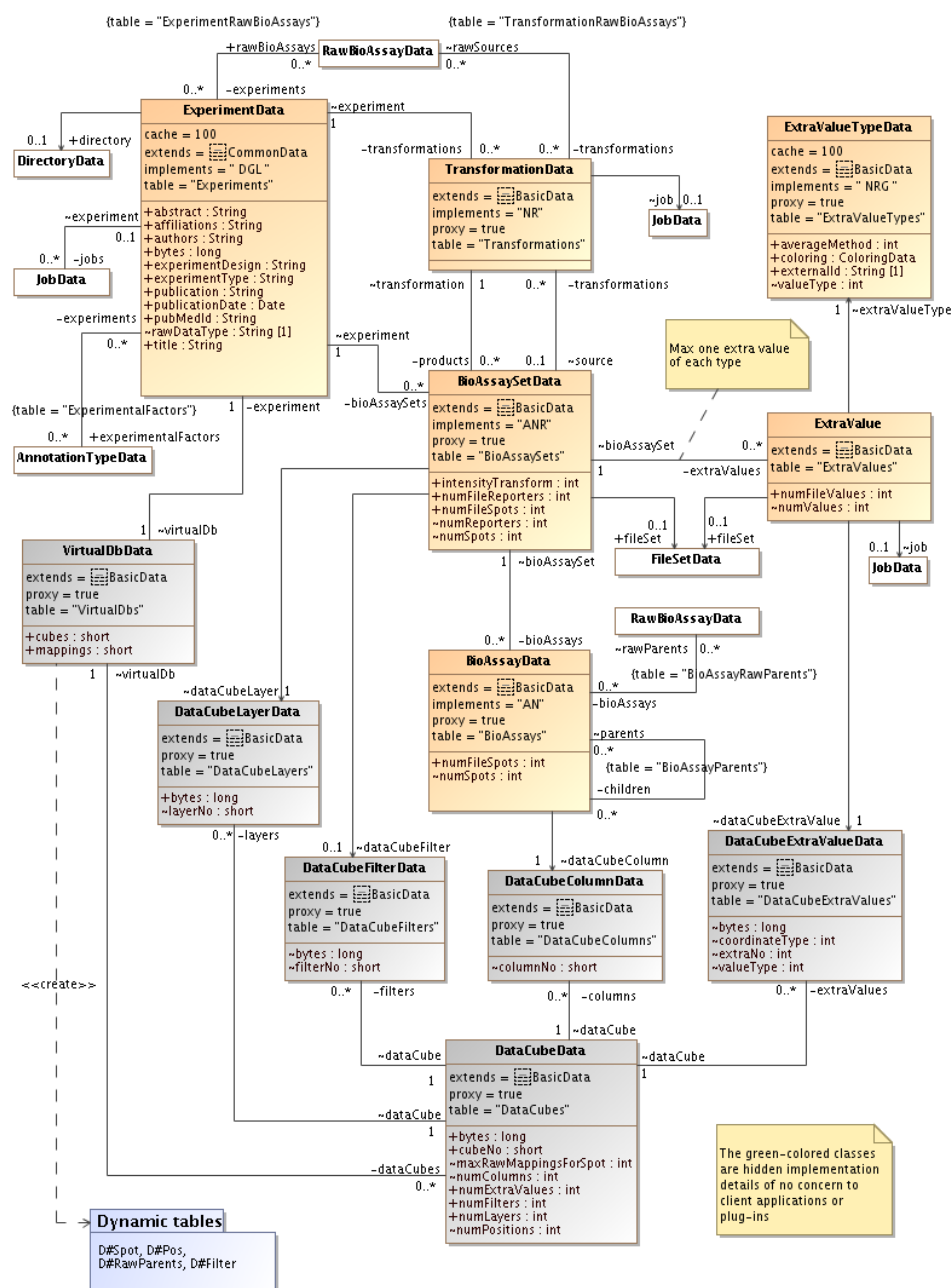 {table = "ExperimentRawBioAssays"}
{table = "TransformationRawBioAssays"}
+rawBioAssays
0..*
RawBioAssayData
~rawSources
0..*
0..*
-experiments
ExperimentData
cache = 100
extends = CommonData
implements = " DGL"
table = "Experiments"
+abstract : String
+affiliations : String
+authors : String
+bytes : long
+experimentDesign : String
+experimentType : String
+publication : String
+publicationDate : Date
+pubMedId : String
~rawDataType : String [1]
+title : String
0..1
+directory
DirectoryData
~experiment
0..1
0..*
-jobs
JobData
-experiments
0..*
{table = "ExperimentalFactors"}
0..*
+experimentalFactors
AnnotationTypeData
~experiment
1
-transformations
0..*
0..*
-transformations
TransformationData
extends = BasicData
implements = "NR"
proxy = true
table = "Transformations"
~job
0..1
JobData
~transformation
1
0..*
-transformations
ExtraValueTypeData
cache = 100
extends = BasicData
implements = " NRG "
proxy = true
table = "ExtraValueTypes"
+averageMethod : int
+coloring : ColoringData
+externalId : String [1]
~valueType : int
1
~extraValueType
Max one extra value
of each type
~experiment
1
0..*
-bioAssaySets
-products
0..*
0..1
~source
BioAssaySetData
extends = BasicData
implements = "ANR"
proxy = true
table = "BioAssaySets"
+intensityTransform : int
+numFileReporters : int
+numFileSpots : int
~numReporters : int
~numSpots : int
~bioAssaySet
1
0..*
-extraValues
ExtraValue
extends = BasicData
table = "ExtraValues"
+numFileValues : int
~numValues : int
0..1
+fileSet
0..1
+fileSet
FileSetData
0..1
~job
JobData
1
-experiment
1
~virtualDb
VirtualDbData
extends = BasicData
proxy = true
table = "VirtualDbs"
+cubes : short
+mappings : short
1
~virtualDb
1
~bioAssaySet
0..*
-bioAssays
BioAssayData
extends = BasicData
implements = "AN"
proxy = true
table = "BioAssays"
+numFileSpots : int
~numSpots : int
RawBioAssayData
~rawParents
0..*
{table = "BioAssayRawParents"}
0..*
-bioAssays
~parents
0..*
{table = "BioAssayParents"}
-children
0..*
~dataCubeLayer
1
DataCubeLayerData
extends = BasicData
proxy = true
table = "DataCubeLayers"
+bytes : long
~layerNo : short
0..*
-layers
0..1
~dataCubeFilter
DataCubeFilterData
extends = BasicData
proxy = true
table = "DataCubeFilters"
~bytes : long
~filterNo : short
0..*
-filters
1
~dataCubeColumn
DataCubeColumnData
extends = BasicData
proxy = true
table = "DataCubeColumns"
~columnNo : short
0..*
-columns
~dataCubeExtraValue
1
DataCubeExtraValueData
extends = BasicData
proxy = true
table = "DataCubeExtraValues"
~bytes : long
~coordinateType : int
~extraNo : int
~valueType : int
0..*
-extraValues
<<create>>
1
~dataCube
~dataCube
1
~dataCube
1
~dataCube
1
-dataCubes
0..*
DataCubeData
extends = BasicData
proxy = true
table = "DataCubes"
+bytes : long
+cubeNo : short
~maxRawMappingsForSpot : int
~numColumns : int
+numExtraValues : int
+numFilters : int
+numLayers : int
~numPositions : int
The green-colored classes
are hidden implementation
details of no concern to
client applications or
plug-ins
Dynamic tables
D#Spot, D#Pos,
D#RawParents, D#Filter